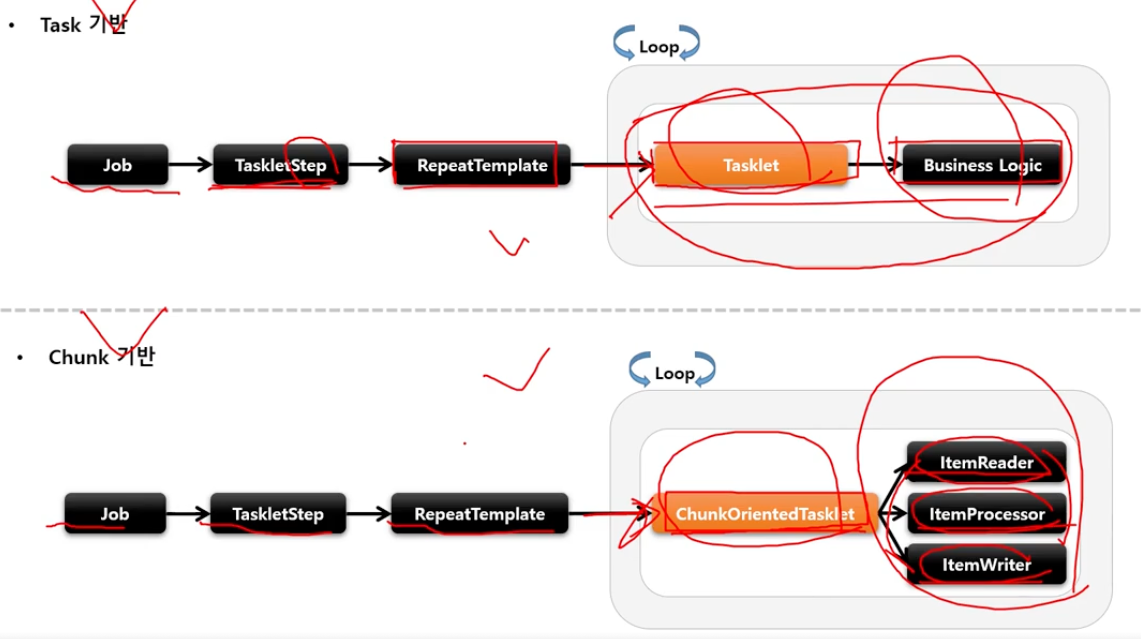 • Task 기반
Loop
Job
TaskletStep
RepeatTemplate
Tasklet
Business Logic
• Chunk 기반
Loop
Job
TaskletStep
RepeatTemplate
ChunkOrientedTasklet
ItemReader
ItemProcessor
ItemWriter